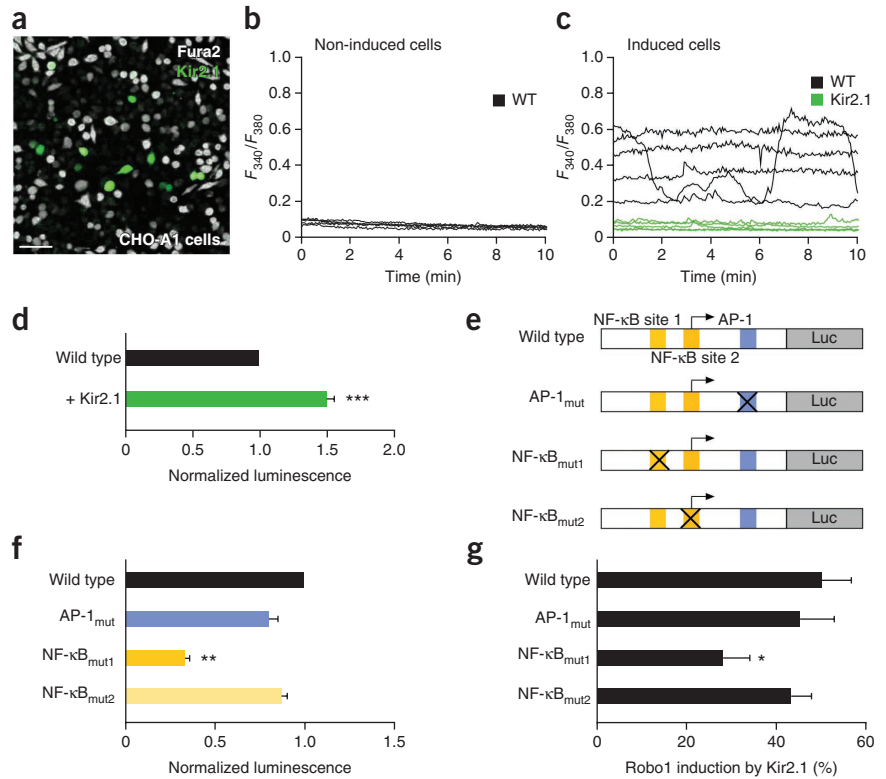 a
Fura2
Kir2.1
CHO-A1 cells
b
Non-induced cells
WT
F340/F380
1.0
0.8
0.6
0.4
0.2
0
0 2 4 6 8 10
Time (min)
c
Induced cells
WT
Kir2.1
F340/F380
1.0
0.8
0.6
0.4
0.2
0
0 2 4 6 8 10
Time (min)
d
Wild type
+ Kir2.1
***
0 0.5 1.0 1.5 2.0
Normalized luminescence
e
NF-κB site 1 AP-1
Wild type Luc
NF-κB site 2
AP-1mut Luc
NF-κBmut1 Luc
NF-κBmut2 Luc
f
Wild type
AP-1mut
NF-κBmut1 **
NF-κBmut2
0 0.5 1.0 1.5
Normalized luminescence
g
Wild type
AP-1mut
NF-κBmut1 *
NF-κBmut2
0 20 40 60
Robo1 induction by Kir2.1 (%)